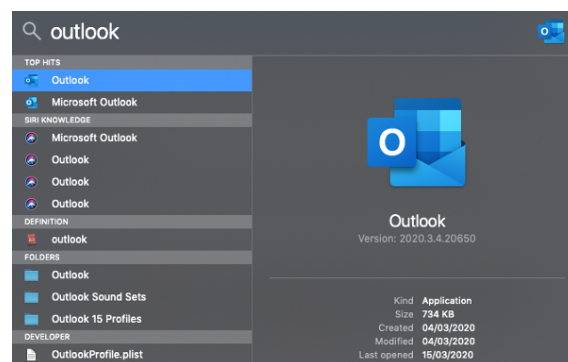 outlook
TOP HITS
Outlook
Microsoft Outlook
SIRI KNOWLEDGE
Microsoft Outlook
Outlook
Outlook
Outlook
DEFINITION
outlook
FOLDERS
Outlook
Outlook Sound Sets
Outlook 15 Profiles
DEVELOPER
OutlookProfile.plist
Outlook
Version: 2020.3.4.20650
Kind Application
Size 734 KB
Created 04/03/2020
Modified 04/03/2020
Last opened 15/03/2020